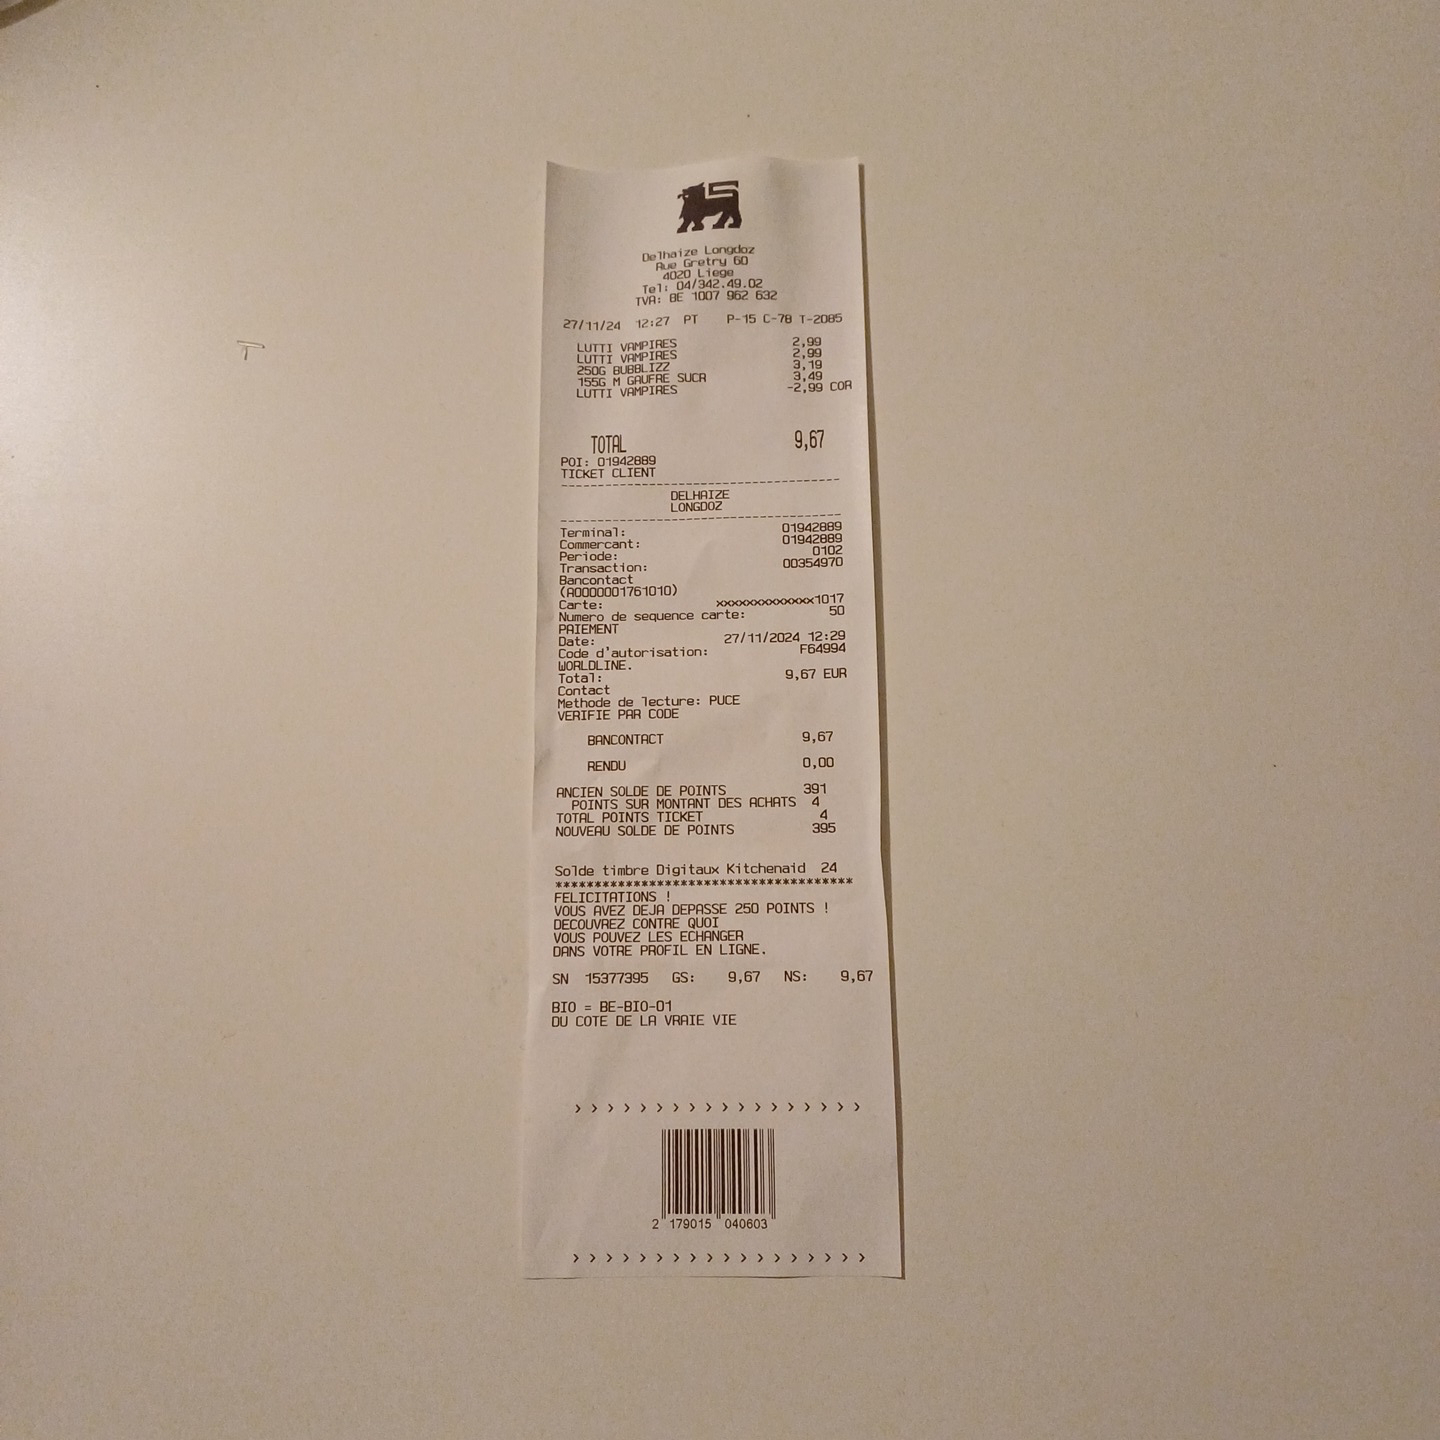 Delhaize Longdoz
Rue Gretry 60
4020 Liege
Tel: 04/342.49.02
TVA: BE 1007 962 632
27/11/24 12:27 PT P-15 C-78 T-2085
LUTTI VAMPIRES 2,99
LUTTI VAMPIRES 2,99
250G BUBBLIZZ 3,19
155G M GAUFRE SUCR 3,49
LUTTI VAMPIRES -2,99 COR
TOTAL 9,67
POI: 01942889
TICKET CLIENT
----------------------------------
DELHAIZE
LONGDOZ
----------------------------------
Terminal: 01942889
Commercant: 01942889
Periode: 0102
Transaction: 00354970
Bancontact
(A0000001761010)
Carte: xxxxxxxxxxxxx1017
Numero de sequence carte: 50
PAIEMENT
Date: 27/11/2024 12:29
Code d'autorisation: F64994
WORLDLINE.
Total: 9,67 EUR
Contact
Methode de lecture: PUCE
VERIFIE PAR CODE
BANCONTACT 9,67
RENDU 0,00
ANCIEN SOLDE DE POINTS 391
POINTS SUR MONTANT DES ACHATS 4
TOTAL POINTS TICKET 4
NOUVEAU SOLDE DE POINTS 395
Solde timbre Digitaux Kitchenaid 24
**************************************
FELICITATIONS !
VOUS AVEZ DEJA DEPASSE 250 POINTS !
DECOUVREZ CONTRE QUOI
VOUS POUVEZ LES ECHANGER
DANS VOTRE PROFIL EN LIGNE.
SN 15377395 GS: 9,67 NS: 9,67
BIO = BE-BIO-01
DU COTE DE LA VRAIE VIE
› › › › › › › › › › › › › › › › › ›
2 179015 040603
› › › › › › › › › › › › › › › › › ›